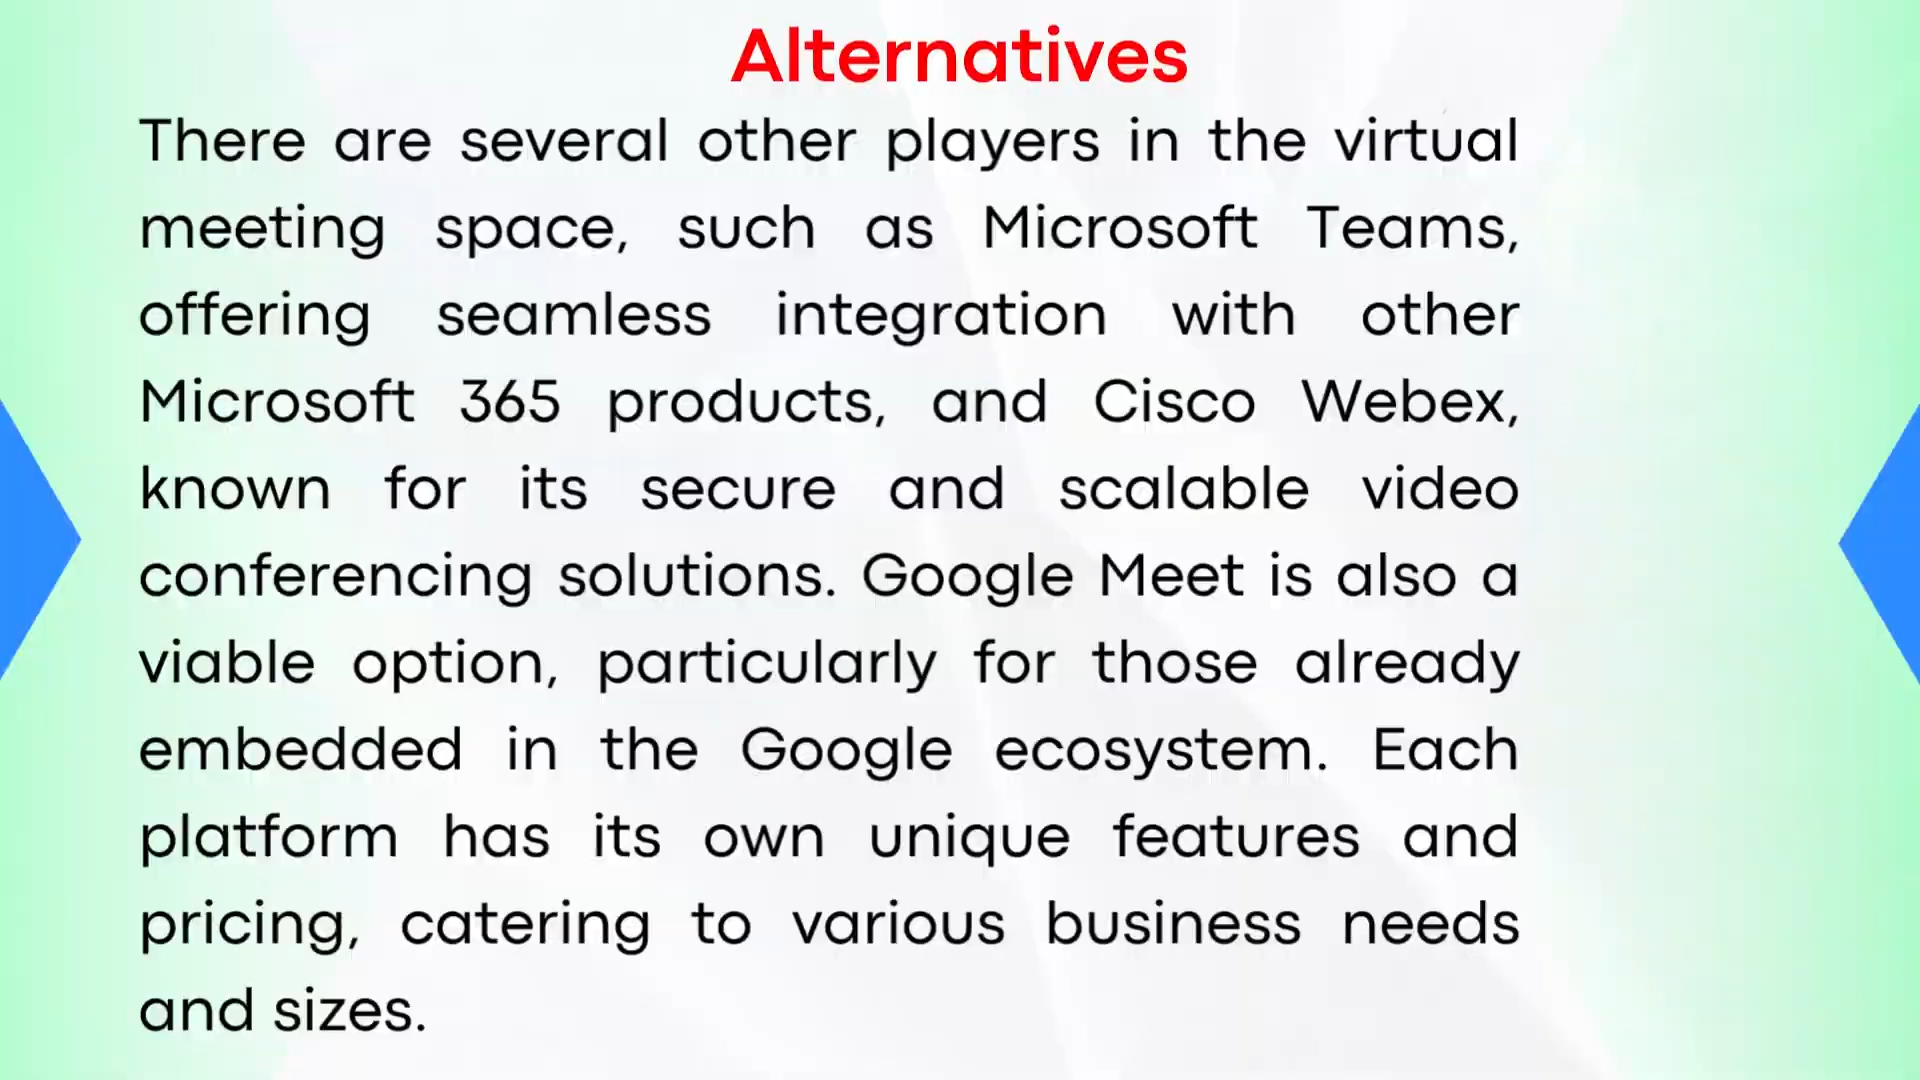 Alternatives
There are several other players in the virtual
meeting space, such as Microsoft Teams,
offering seamless integration with other
Microsoft 365 products, and Cisco Webex,
known for its secure and scalable video
conferencing solutions. Google Meet is also a
viable option, particularly for those already
embedded in the Google ecosystem. Each
platform has its own unique features and
pricing, catering to various business needs
and sizes.